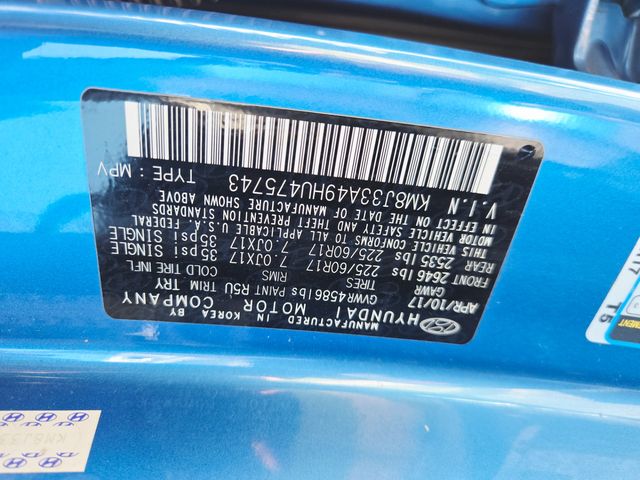 MANUFACTURED IN KOREA BY
HYUNDAI MOTOR COMPANY
APR/10/17 GVWR4586lbs PAINT R5U TRIM TRY
GAWR TIRES RIMS COLD TIRE INFL
FRONT 2646 lbs 225/60R17 7.0JX17 35psi SINGLE
REAR 2535 lbs 225/60R17 7.0JX17 35psi SINGLE
THIS VEHICLE CONFORMS TO ALL APPLICABLE U.S.A. FEDERAL
MOTOR VEHICLE SAFETY AND THEFT PREVENTION STANDARDS
IN EFFECT ON THE DATE OF MANUFACTURE SHOWN ABOVE
V.I.N KM8J33A49HU475743 TYPE : MPV
T5
KM8J33